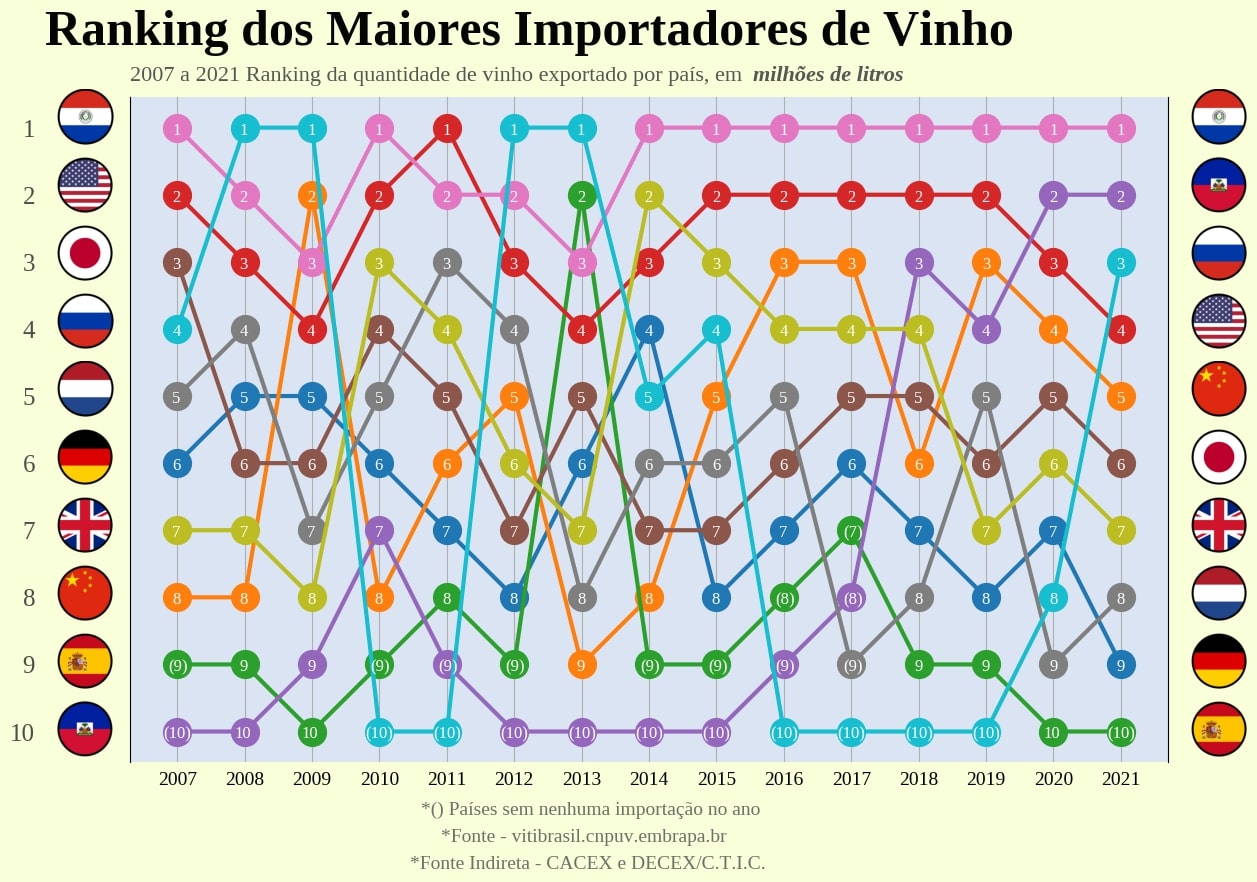 Ranking dos Maiores Importadores de Vinho
2007 a 2021 Ranking da quantidade de vinho exportado por país, em milhões de litros
1 1 1 1 1 1 1 1 1 1 1 1 1 1 1 1
2 2 2 2 2 2 2 2 2 2 2 2 2 2 2 2
3 3 3 3 3 3 3 3 3 3 3 3 3 3 3 3
4 4 4 4 4 4 4 4 4 4 4 4 4 4 4 4
5 5 5 5 5 5 5 5 5 5 5 5 5 5 5 5
6 6 6 6 6 6 6 6 6 6 6 6 6 6 6 6
7 7 7 7 7 7 7 7 7 7 7 (7) 7 7 7 7
8 8 8 8 8 8 8 8 8 8 (8) (8) 8 8 8 8
9 (9) 9 9 (9) (9) (9) 9 (9) (9) (9) (9) 9 9 9 9
10 (10) 10 10 (10) (10) (10) (10) (10) (10) (10) (10) (10) (10) 10 (10)
2007 2008 2009 2010 2011 2012 2013 2014 2015 2016 2017 2018 2019 2020 2021
*() Países sem nenhuma importação no ano
*Fonte - vitibrasil.cnpuv.embrapa.br
*Fonte Indireta - CACEX e DECEX/C.T.I.C.